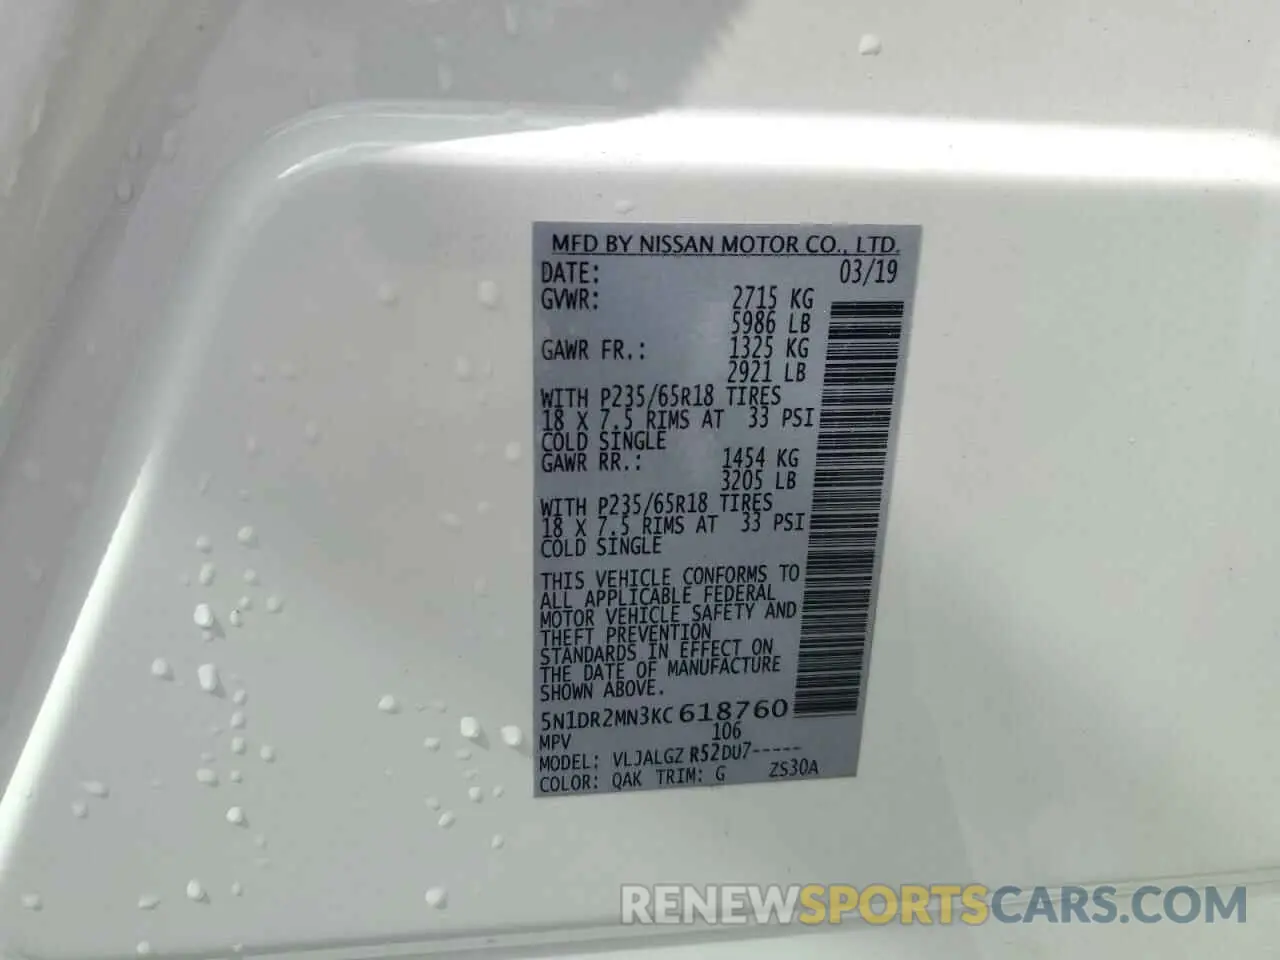 MFD BY NISSAN MOTOR CO., LTD.
DATE: 03/19
GVWR: 2715 KG
5986 LB
GAWR FR.: 1325 KG
2921 LB
WITH P235/65R18 TIRES
18 X 7.5 RIMS AT 33 PSI
COLD SINGLE
GAWR RR.: 1454 KG
3205 LB
WITH P235/65R18 TIRES
18 X 7.5 RIMS AT 33 PSI
COLD SINGLE
THIS VEHICLE CONFORMS TO
ALL APPLICABLE FEDERAL
MOTOR VEHICLE SAFETY AND
THEFT PREVENTION
STANDARDS IN EFFECT ON
THE DATE OF MANUFACTURE
SHOWN ABOVE.
5N1DR2MN3KC618760
MPV 106
MODEL: VLJALGZ R52DU7-----
COLOR: QAK TRIM: G ZS30A
RENEWSPORTSCARS.COM